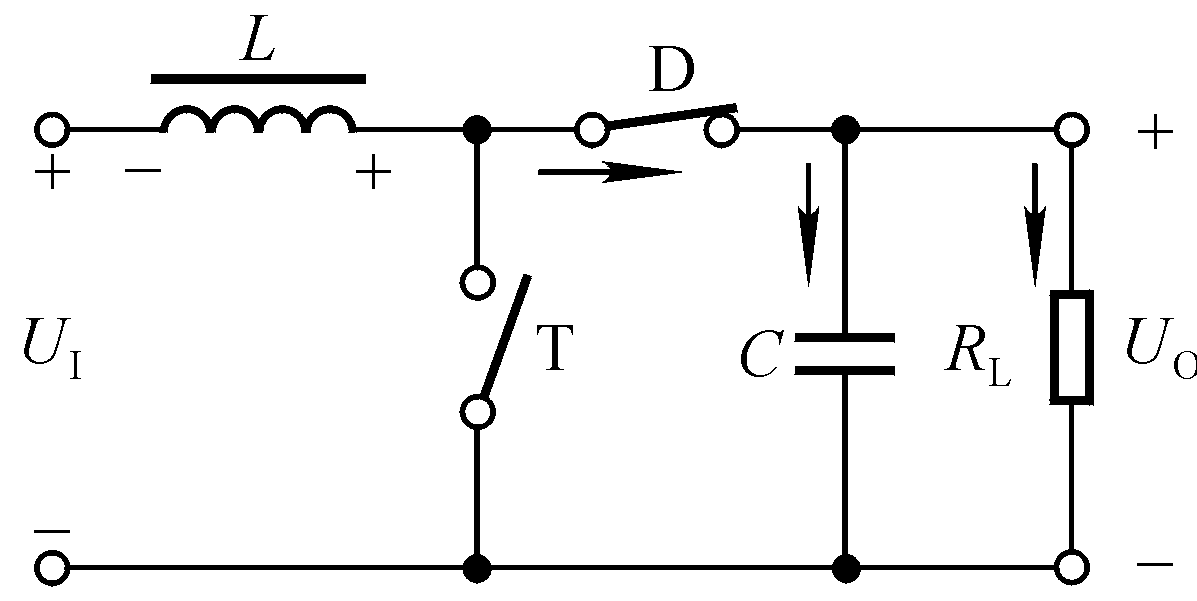 L
D
+ − + +
U_I T C R_L U_O
− −